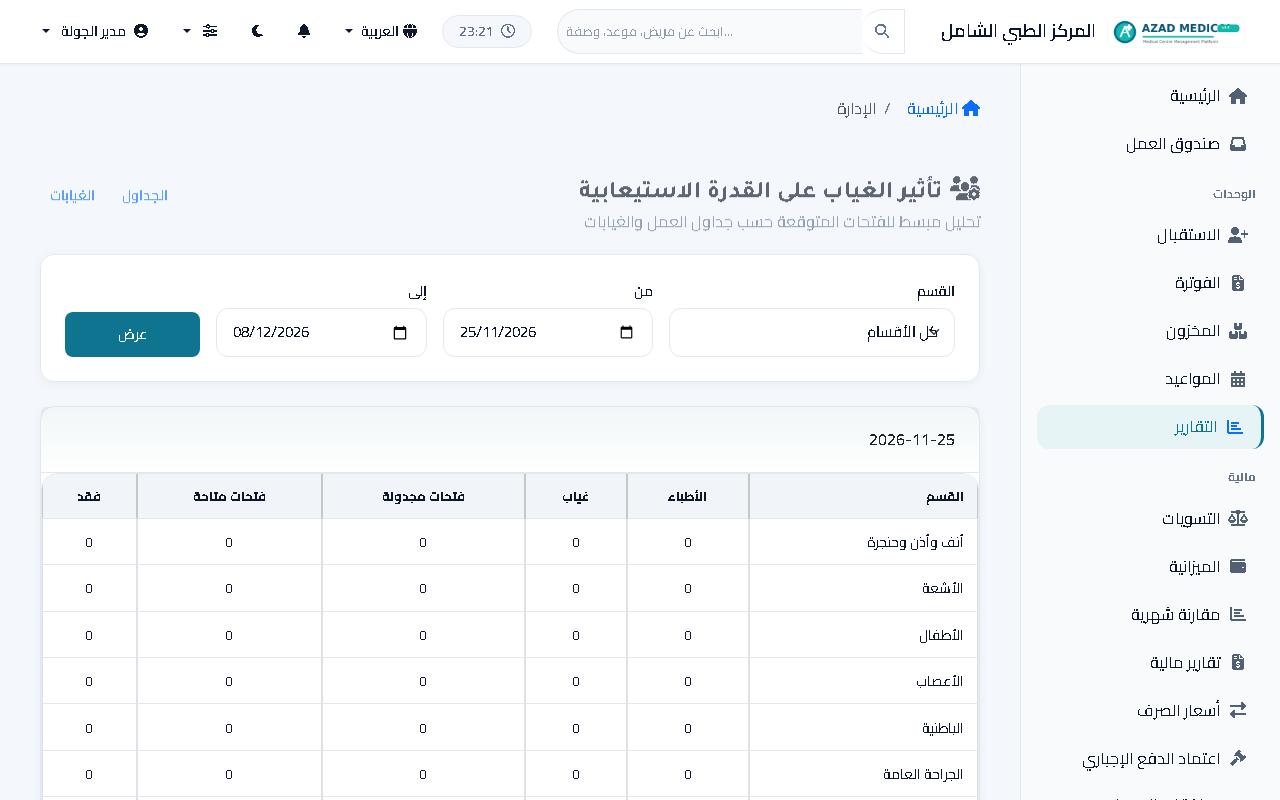 AZAD MEDIC
Medical Centre Management Platform
المركز الطبي الشامل
ابحث عن مريض، موعد، وصفة...
23:21
العربية
مدير الجولة
الرئيسية
صندوق العمل
الوحدات
الاستقبال
الفوترة
المخزون
المواعيد
التقارير
مالية
التسويات
الميزانية
مقارنة شهرية
تقارير مالية
أسعار الصرف
اعتماد الدفع الإجباري
الرئيسية / الإدارة
تأثير الغياب على القدرة الاستيعابية
تحليل مبسط للفتحات المتوقعة حسب جداول العمل والغيابات
الجداول
الغيابات
القسم من إلى
كل الأقسام 25/11/2026 08/12/2026 عرض
2026-11-25
القسم الأطباء غياب فتحات مجدولة فتحات متاحة فقد
أنف وأذن وحنجرة 0 0 0 0 0
الأشعة 0 0 0 0 0
الأطفال 0 0 0 0 0
الأعصاب 0 0 0 0 0
الباطنية 0 0 0 0 0
الجراحة العامة 0 0 0 0 0